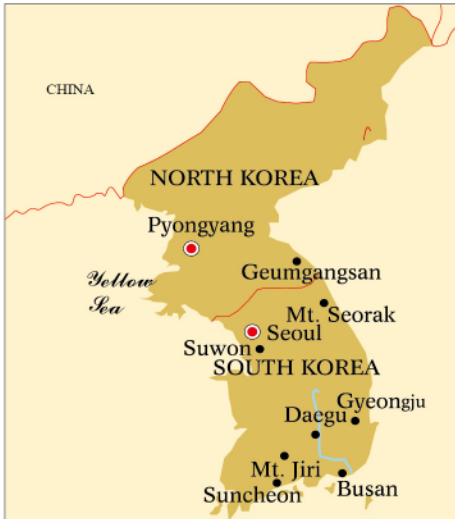 CHINA
NORTH KOREA
Pyongyang
Yellow
Sea
Geumgangsan
Mt. Seorak
Seoul
Suwon
SOUTH KOREA
Gyeongju
Daegu
Mt. Jiri
Suncheon
Busan